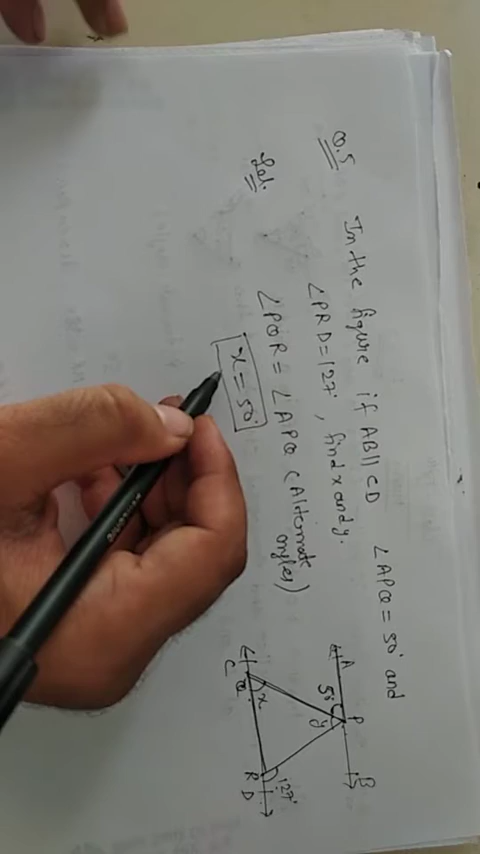 Q.5 In the figure if AB || CD ∠APQ = 50° and
∠PRD = 127°, find x and y.
Sol.
∠PQR = ∠APQ (Alternate
angles)
x = 50°
A P B
50° y
x 127°
C Q R D